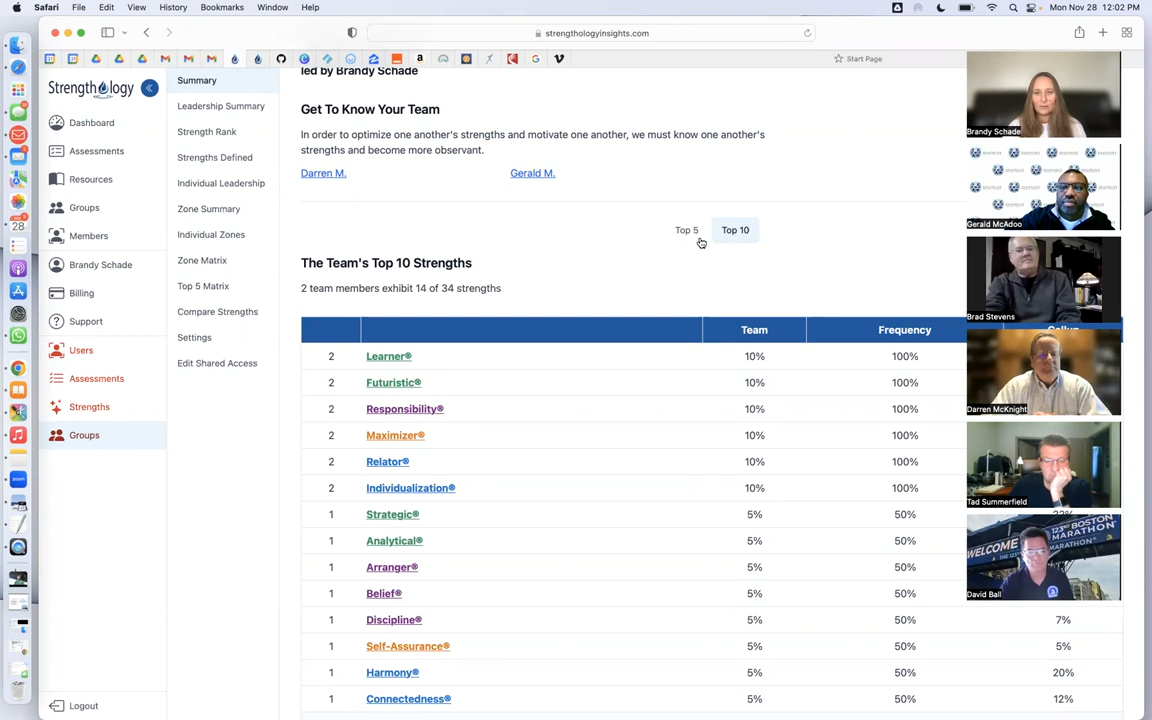 Safari File Edit View History Bookmarks Window Help Mon Nov 28 12:02 PM
strengthologyinsights.com
Start Page
Strengthology
Dashboard
Assessments
Resources
Groups
Members
Brandy Schade
Billing
Support
Users
Assessments
Strengths
Groups
Logout
Summary
Leadership Summary
Strength Rank
Strengths Defined
Individual Leadership
Zone Summary
Individual Zones
Zone Matrix
Top 5 Matrix
Compare Strengths
Settings
Edit Shared Access
led by Brandy Schade
Get To Know Your Team
In order to optimize one another's strengths and motivate one another, we must know one another's
strengths and become more observant.
Darren M. Gerald M.
Top 5 Top 10
The Team's Top 10 Strengths
2 team members exhibit 14 of 34 strengths
Team Frequency
2 Learner® 10% 100%
2 Futuristic® 10% 100%
2 Responsibility® 10% 100%
2 Maximizer® 10% 100%
2 Relator® 10% 100%
2 Individualization® 10% 100%
1 Strategic® 5% 50%
1 Analytical® 5% 50%
1 Arranger® 5% 50%
1 Belief® 5% 50%
1 Discipline® 5% 50% 7%
1 Self-Assurance® 5% 50% 5%
1 Harmony® 5% 50% 20%
1 Connectedness® 5% 50% 12%
Brandy Schade
Gerald McAdoo
Brad Stevens
Darren McKnight
Tad Summerfield
WELCOME
123RD BOSTON
MARATHON
David Ball